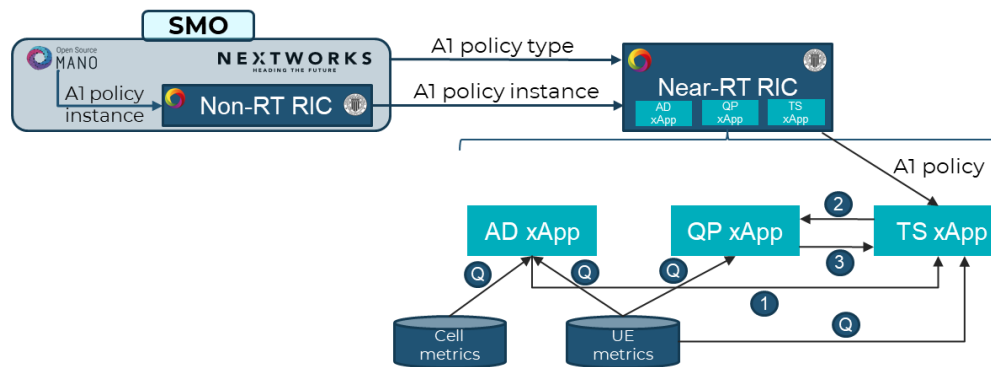 SMO
Open Source
MANO
NEXTWORKS
HEADING THE FUTURE
A1 policy
instance
Non-RT RIC
A1 policy type
A1 policy instance
Near-RT RIC
AD
xApp
QP
xApp
TS
xApp
A1 policy
AD xApp
QP xApp
TS xApp
2
3
Q
Q
Q
1
Q
Cell
metrics
UE
metrics